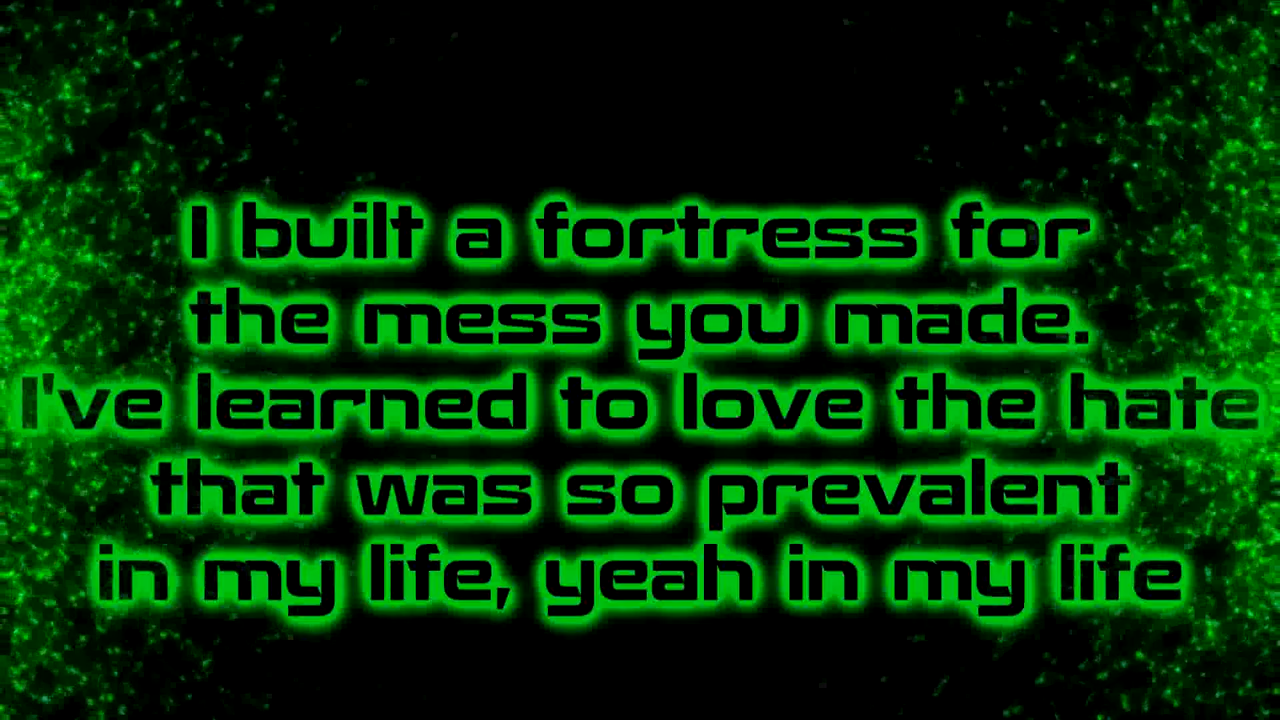 I built a fortress for
the mess you made.
I've learned to love the hate
that was so prevalent
in my life, yeah in my life